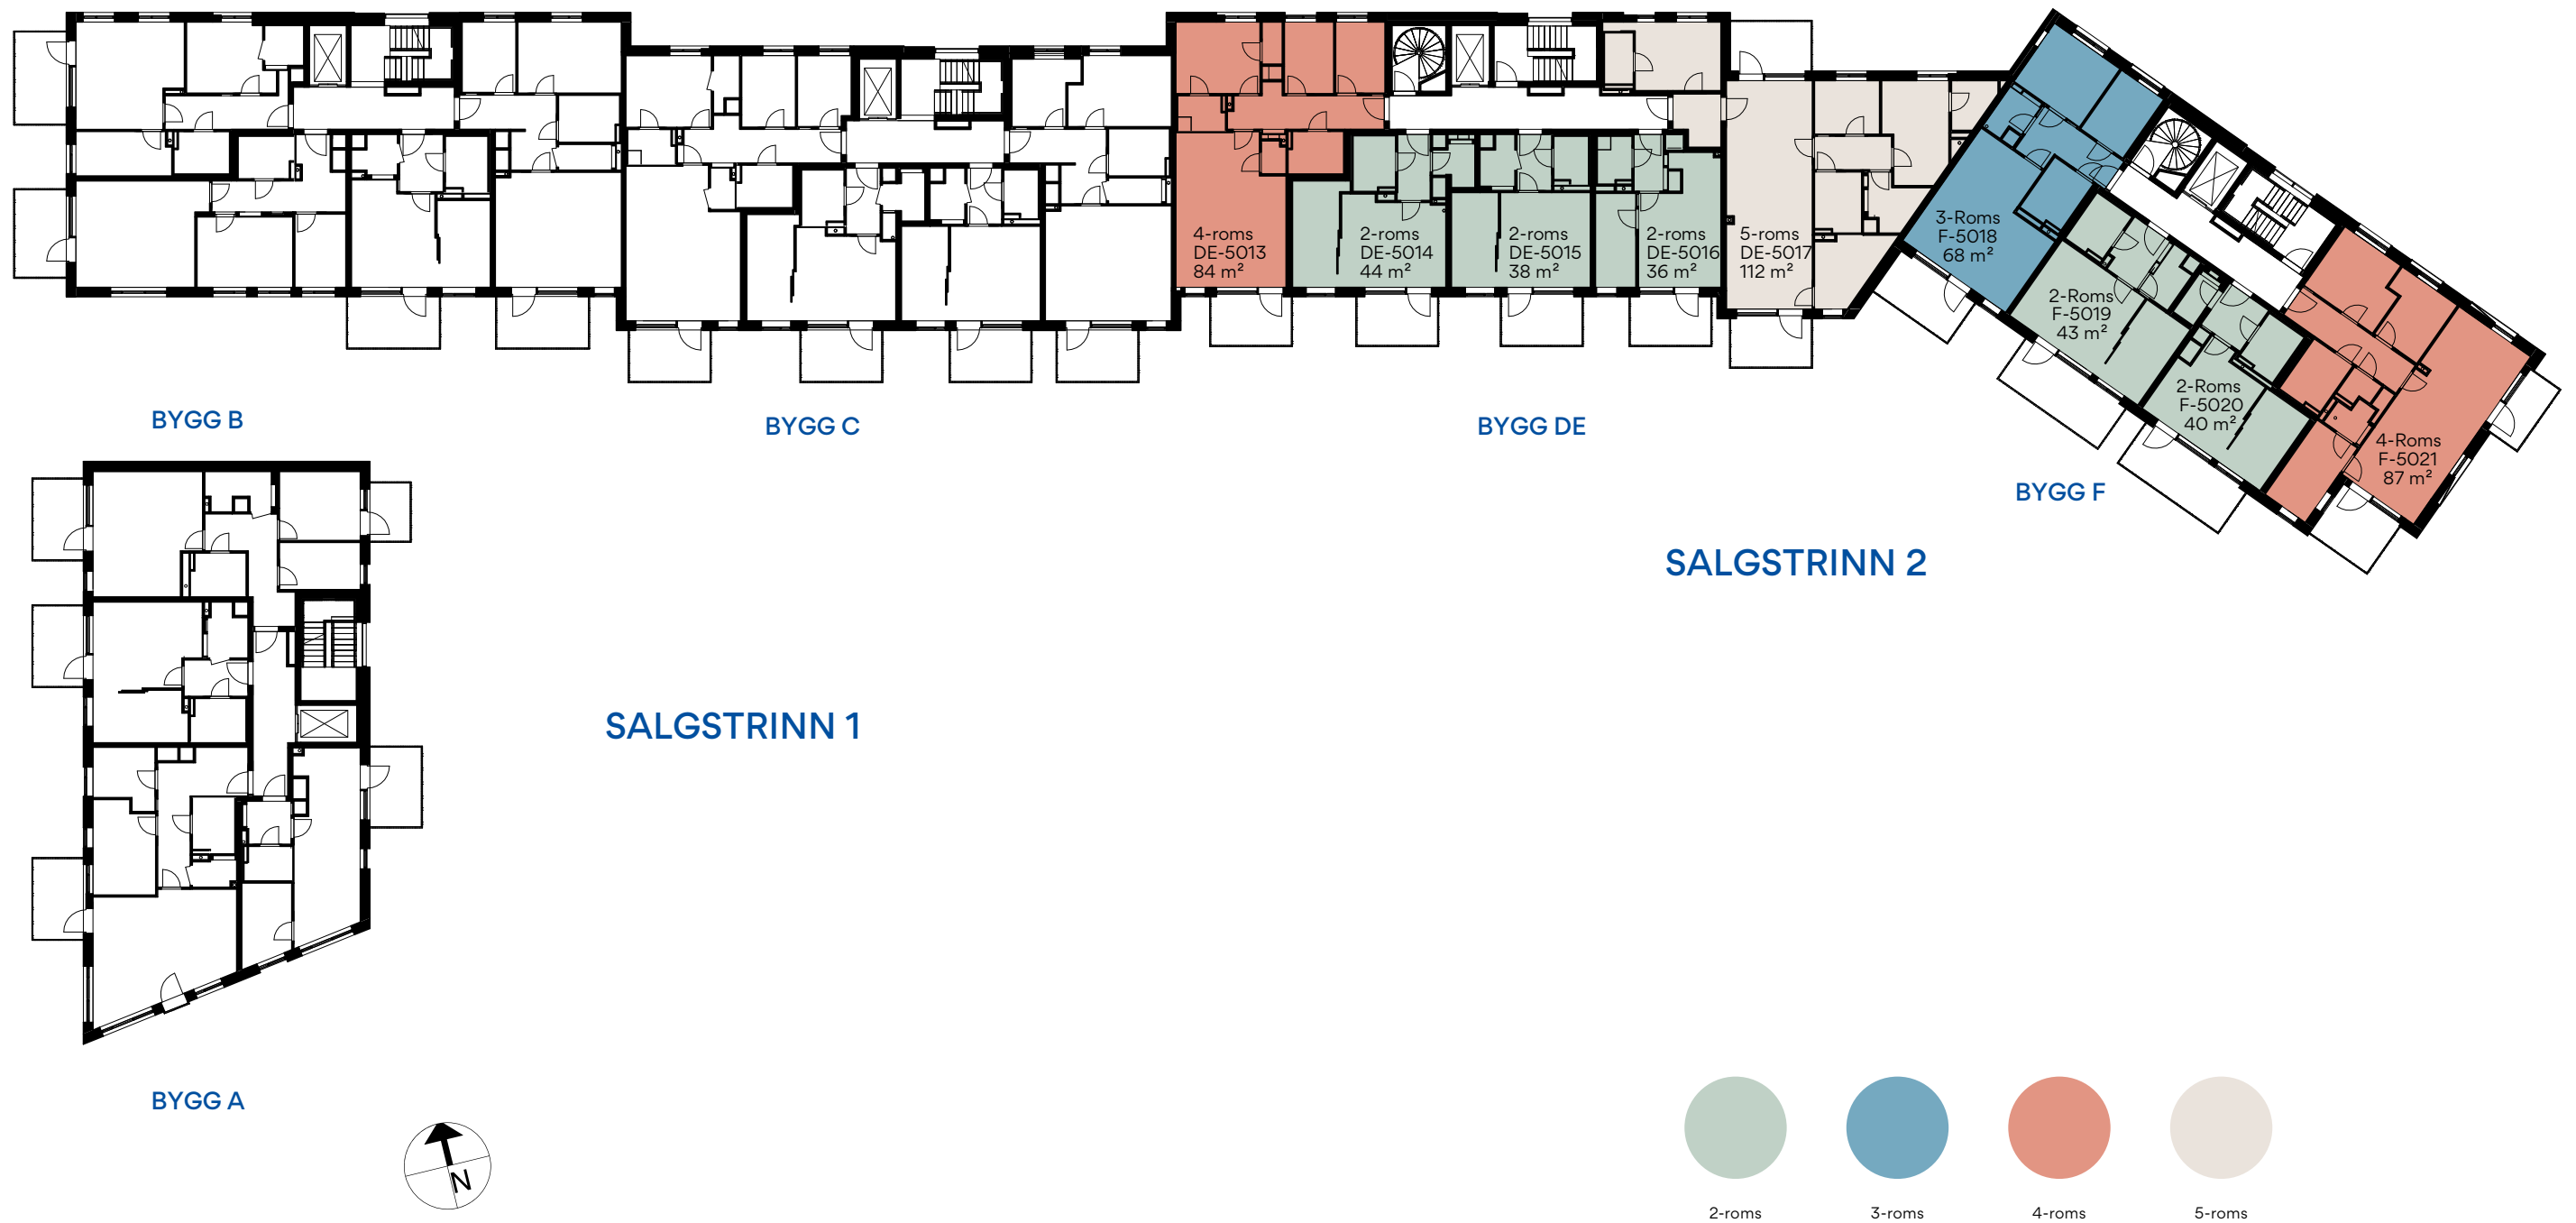 4-roms
DE-5013
84 m²
2-roms
DE-5014
44 m²
2-roms
DE-5015
38 m²
2-roms
DE-5016
36 m²
5-roms
DE-5017
112 m²
3-Roms
F-5018
68 m²
2-Roms
F-5019
43 m²
2-Roms
F-5020
40 m²
4-Roms
F-5021
87 m²
BYGG B
BYGG C
BYGG DE
BYGG F
SALGSTRINN 2
SALGSTRINN 1
BYGG A
N
2-roms
3-roms
4-roms
5-roms